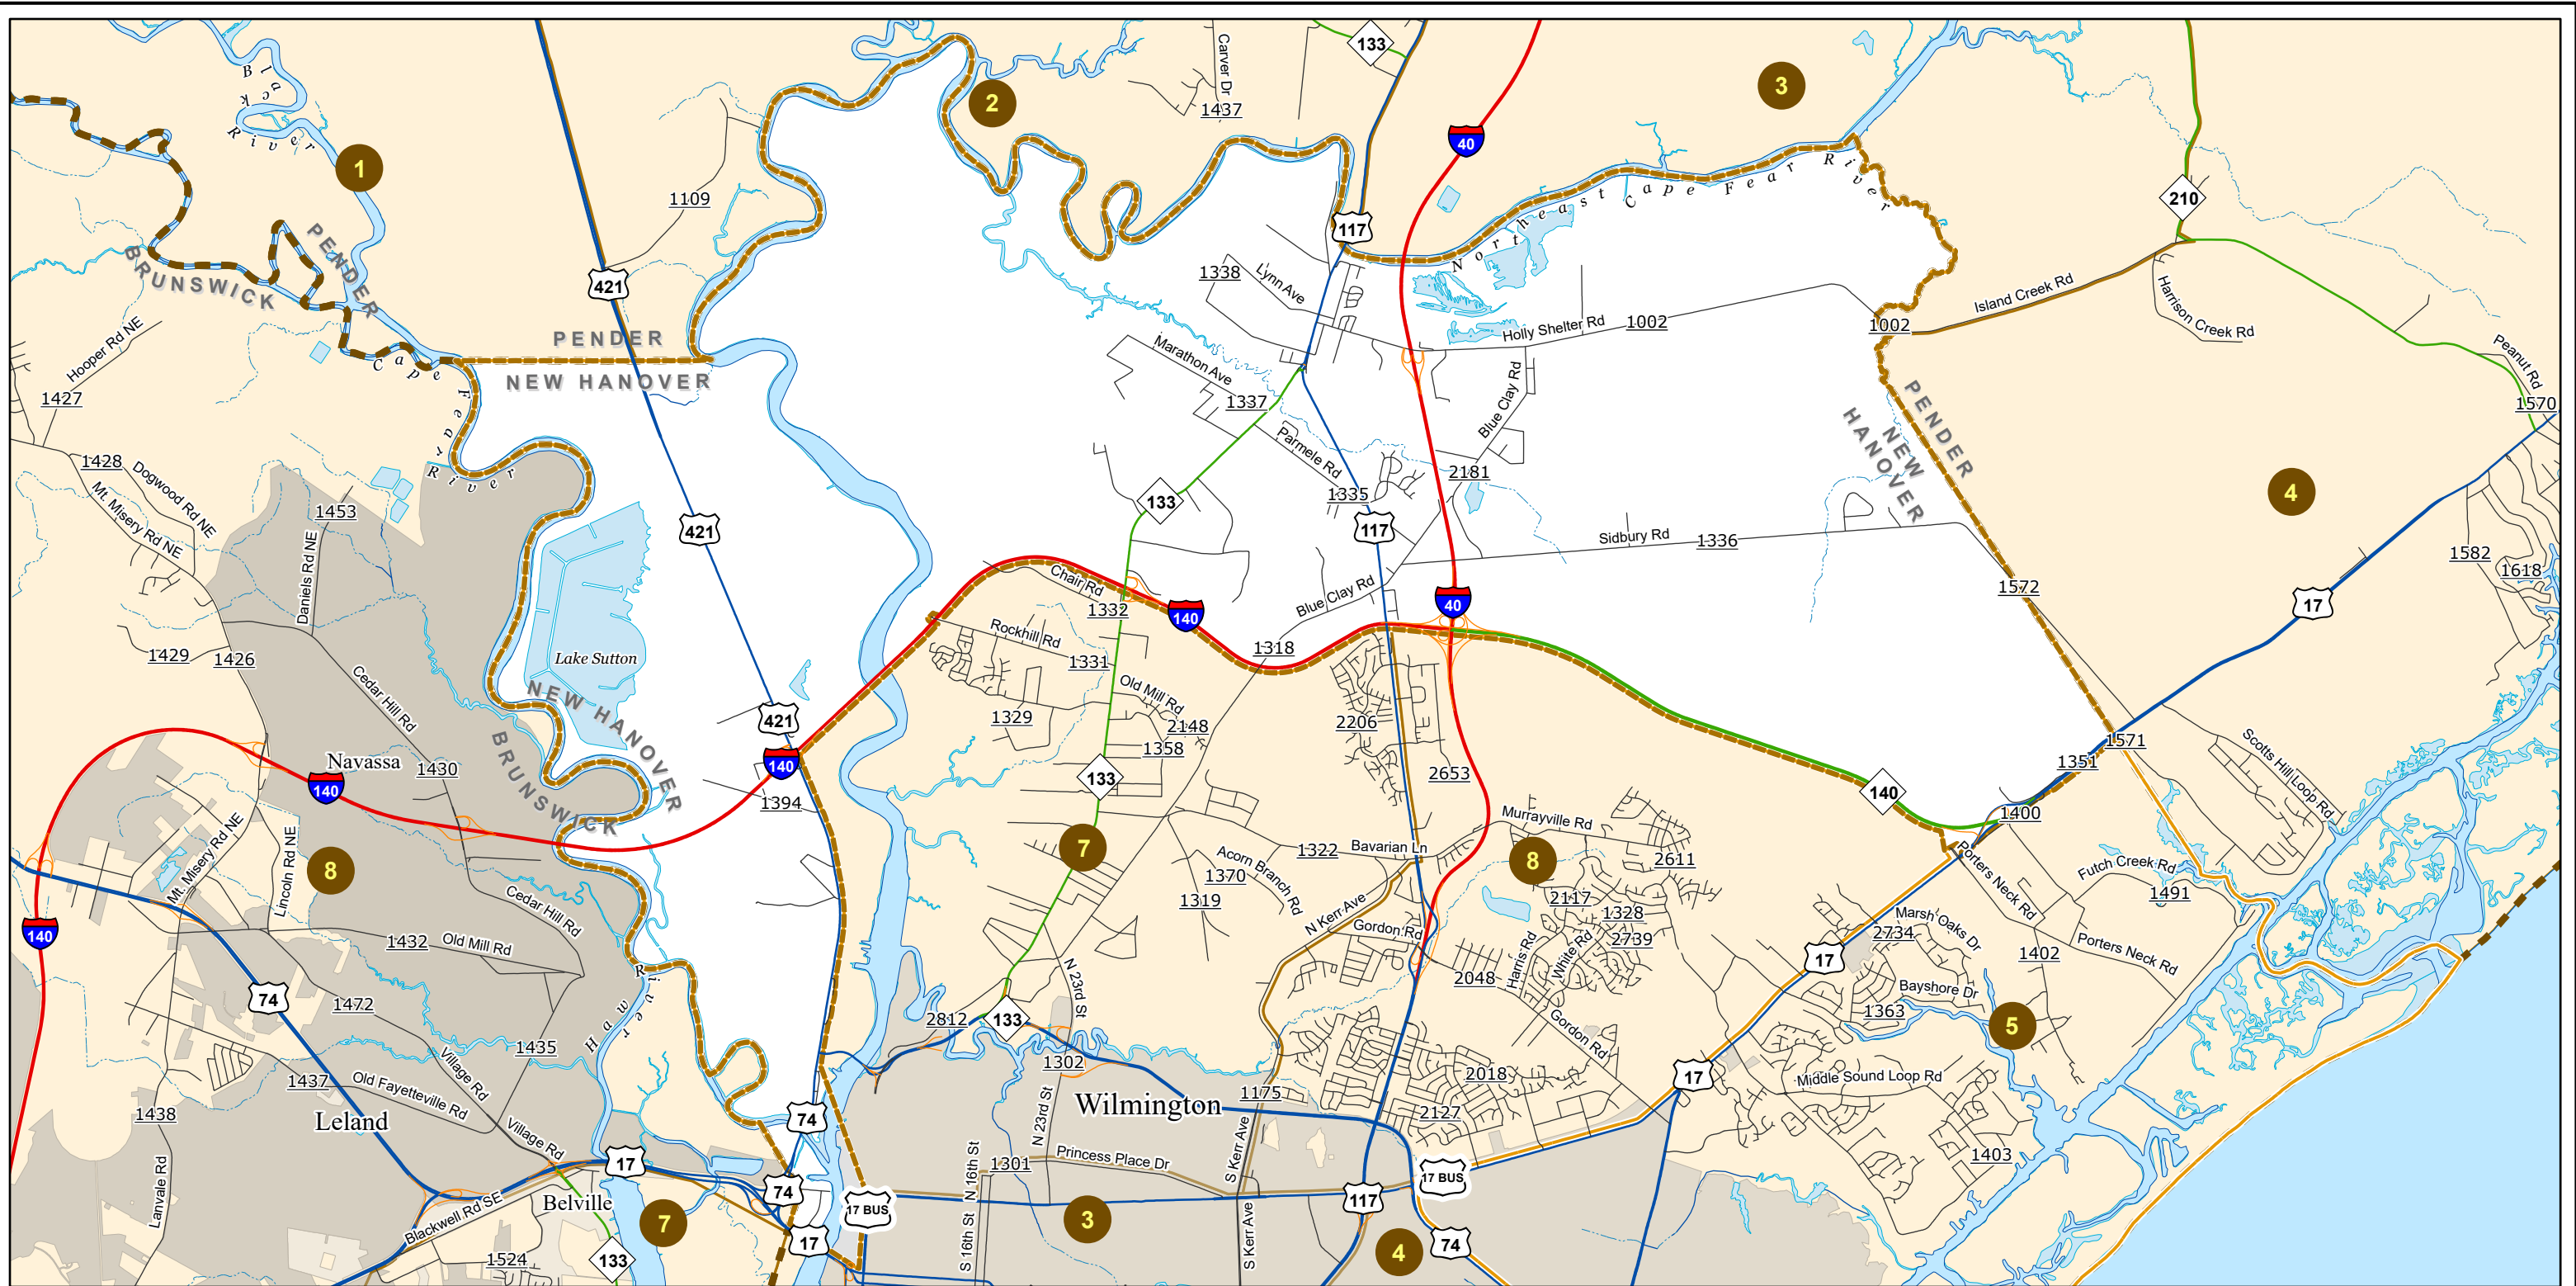 133
Carver Dr
1437
2
3
40
Black
River
1
1109
421
117
Northeast Cape Fear River
210
PENDER
BRUNSWICK
1338
Lynn Ave
Holly Shelter Rd
1002
1002
Island Creek Rd
Harrison Creek Rd
Hooper Rd NE
1427
Cape Fear River
PENDER
NEW HANOVER
Marathon Ave
1337
Parmele Rd
1335
Blue Clay Rd
2181
PENDER
NEW
HANOVER
Peanut Rd
1570
4
1428
Dogwood Rd NE
Mt. Misery Rd NE
1453
Daniels Rd NE
421
133
117
Sidbury Rd
1336
1572
1582
1618
17
Chair Rd
1332
140
Blue Clay Rd
40
1318
1429
1426
Cedar Hill Rd
Lake Sutton
NEW HANOVER
BRUNSWICK
Rockhill Rd
1331
Old Mill Rd
2148
1329
1358
2206
2653
421
140
1394
Navassa
140
1430
133
140
1351
1571
1400
Scotts Hill Loop Rd
Mt. Misery Rd NE
Lincoln Rd NE
8
7
1322
Bavarian Ln
Murrayville Rd
8
2611
Acorn Branch Rd
1370
1319
N Kerr Ave
Gordon Rd
2117
1328
2739
Harris Rd
White Rd
2048
Porters Neck Rd
Futch Creek Rd
1491
Marsh Oaks Dr
2734
1402
Porters Neck Rd
17
Bayshore Dr
1363
5
140
Cedar Hill Rd
1432
Old Mill Rd
74
1472
1435
River
Ham
N 23rd St
133
2812
1302
Gordon Rd
17
2018
Middle Sound Loop Rd
1437
Old Fayetteville Rd
Village Rd
1438
Leland
Village Rd
74
Wilmington
1175
2127
N 23rd St
S Kerr Ave
1403
Lanvale Rd
17
1301
Princess Place Dr
N 16th St
17 BUS
117
74
17 BUS
Belville
Blackwell Rd SE
7
1524
133
17
S 16th St
3
S Kerr Ave
4
74